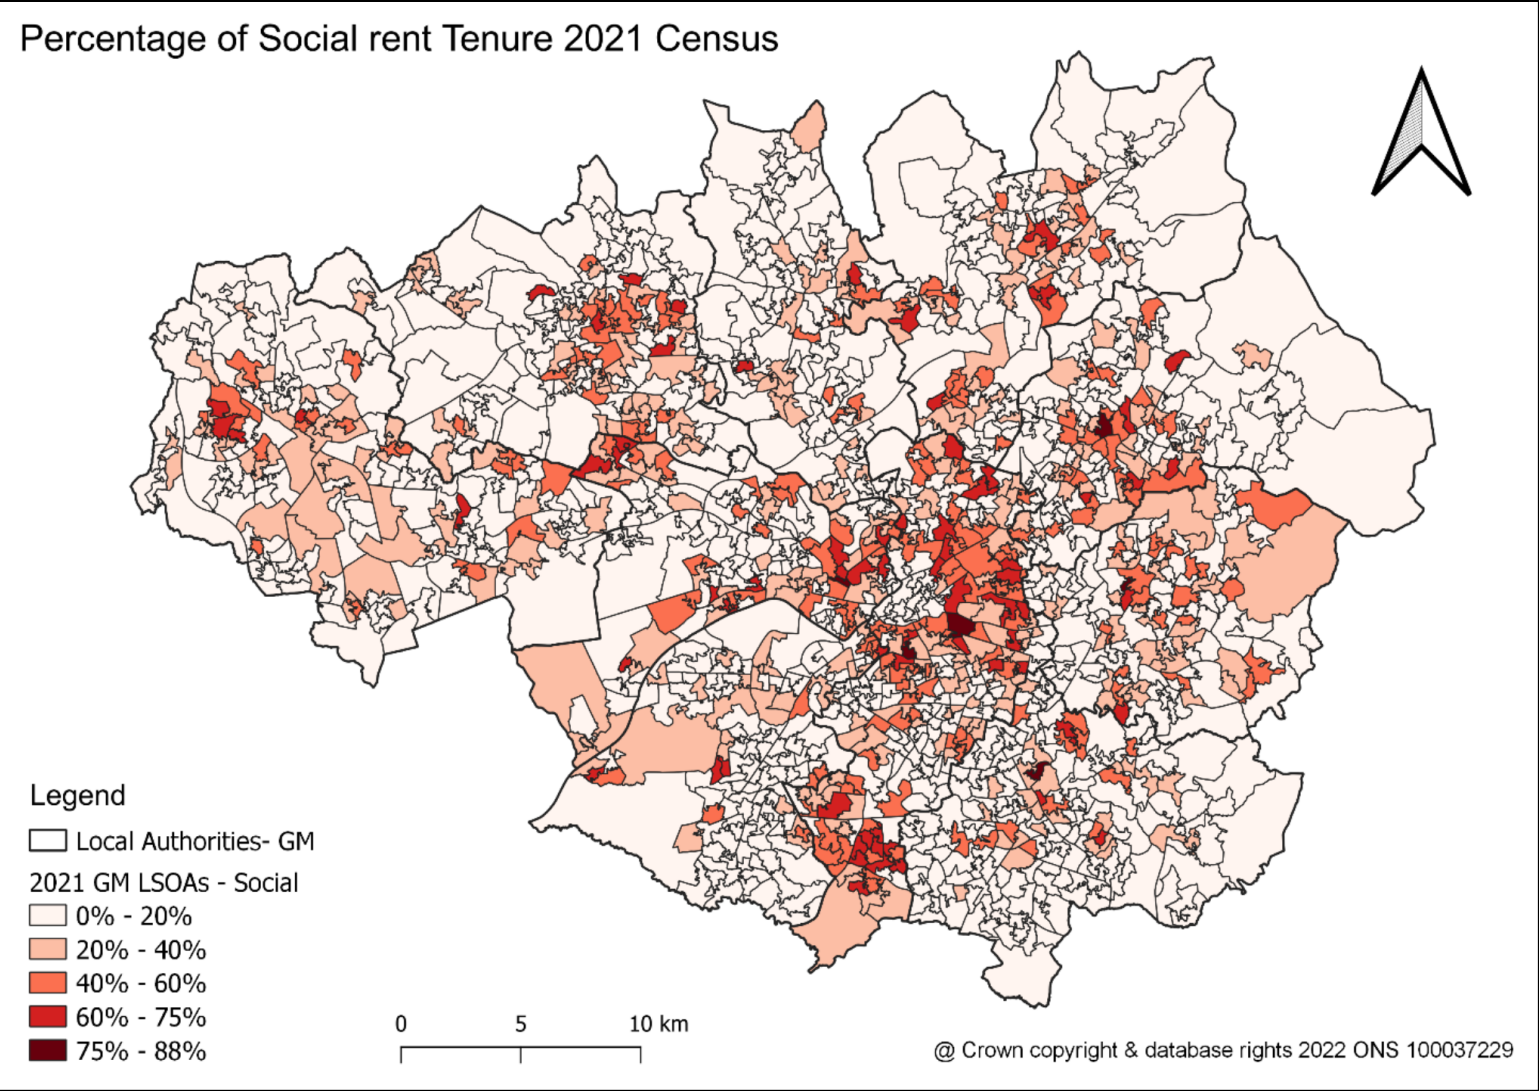 Percentage of Social rent Tenure 2021 Census
Legend
Local Authorities- GM
2021 GM LSOAs - Social
0% - 20%
20% - 40%
40% - 60%
60% - 75%
75% - 88%
0 5 10 km
@ Crown copyright & database rights 2022 ONS 100037229